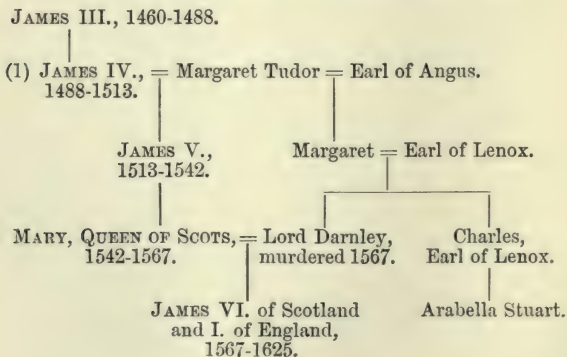 JAMES III., 1460-1488.
(1) JAMES IV., = Margaret Tudor = Earl of Angus.
1488-1513.
JAMES V., Margaret = Earl of Lenox.
1513-1542.
MARY, QUEEN OF SCOTS, = Lord Darnley, Charles,
1542-1567. murdered 1567. Earl of Lenox.
JAMES VI. of Scotland Arabella Stuart.
and I. of England,
1567-1625.